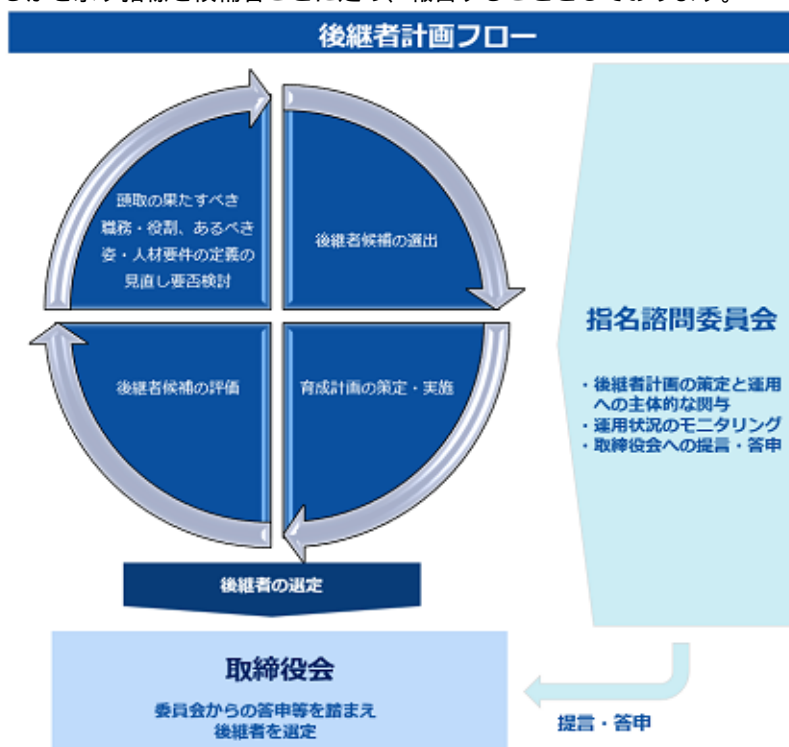 後継者計画フロー
頭取の果たすべき
職務・役割、あるべき
姿・人材要件の定義の
見直し要否検討
後継者候補の選出
後継者候補の評価
育成計画の策定・実施
指名諮問委員会
・後継者計画の策定と運用
への主体的な関与
・運用状況のモニタリング
・取締役会への提言・答申
後継者の選定
取締役会
委員会からの答申等を踏まえ
後継者を選定
提言・答申